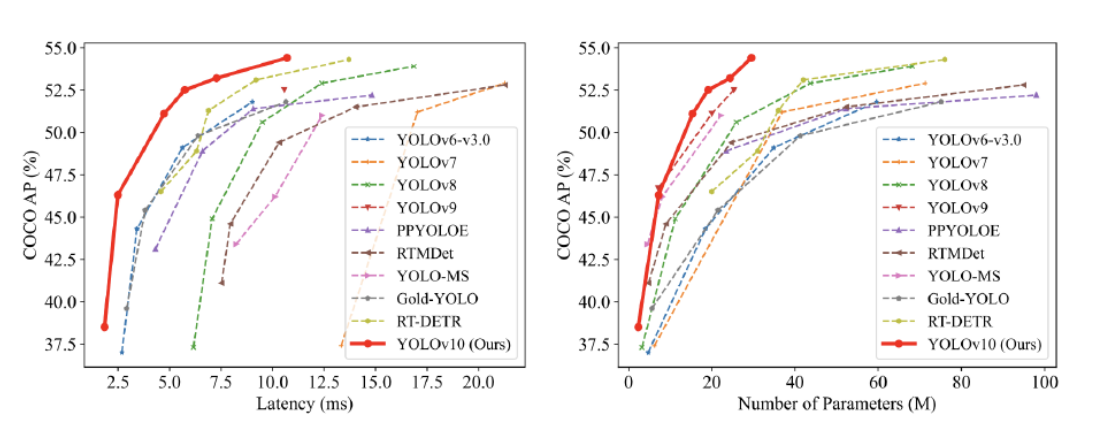 55.0
52.5
50.0
47.5
45.0
42.5
40.0
37.5
COCO AP (%)
2.5 5.0 7.5 10.0 12.5 15.0 17.5 20.0
Latency (ms)
YOLOv6-v3.0
YOLOv7
YOLOv8
YOLOv9
PPYOLOE
RTMDet
YOLO-MS
Gold-YOLO
RT-DETR
YOLOv10 (Ours)
55.0
52.5
50.0
47.5
45.0
42.5
40.0
37.5
COCO AP (%)
0 20 40 60 80 100
Number of Parameters (M)
YOLOv6-v3.0
YOLOv7
YOLOv8
YOLOv9
PPYOLOE
RTMDet
YOLO-MS
Gold-YOLO
RT-DETR
YOLOv10 (Ours)